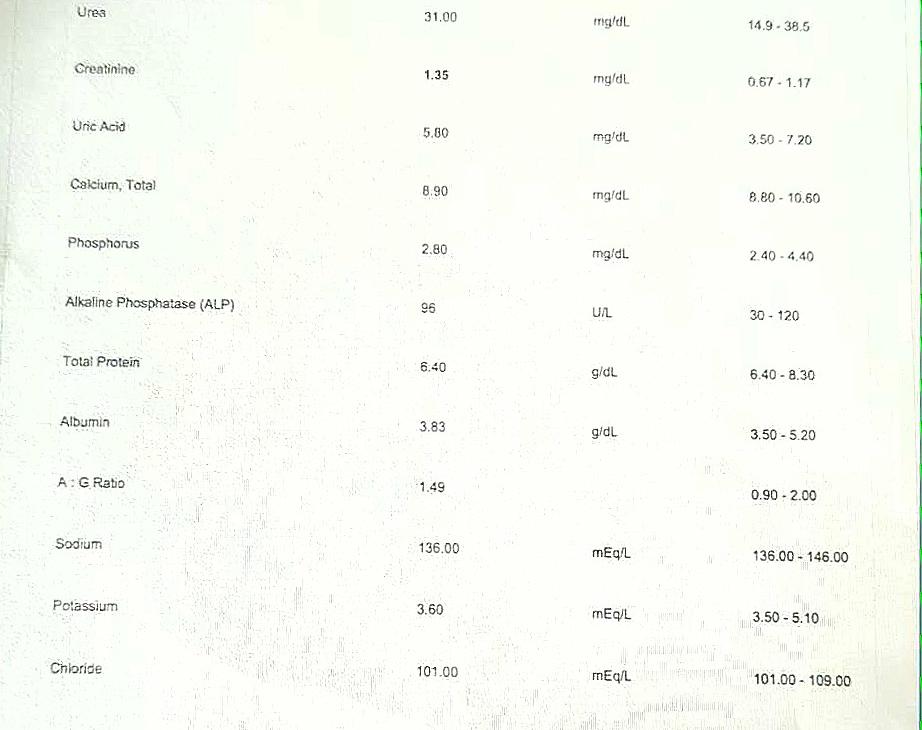 Urea 31.00 mg/dL 14.9 - 38.5
Creatinine 1.35 mg/dL 0.67 - 1.17
Uric Acid 5.80 mg/dL 3.50 - 7.20
Calcium, Total 8.90 mg/dL 8.80 - 10.60
Phosphorus 2.80 mg/dL 2.40 - 4.40
Alkaline Phosphatase (ALP) 96 U/L 30 - 120
Total Protein 6.40 g/dL 6.40 - 8.30
Albumin 3.83 g/dL 3.50 - 5.20
A : G Ratio 1.49 0.90 - 2.00
Sodium 136.00 mEq/L 136.00 - 146.00
Potassium 3.60 mEq/L 3.50 - 5.10
Chloride 101.00 mEq/L 101.00 - 109.00